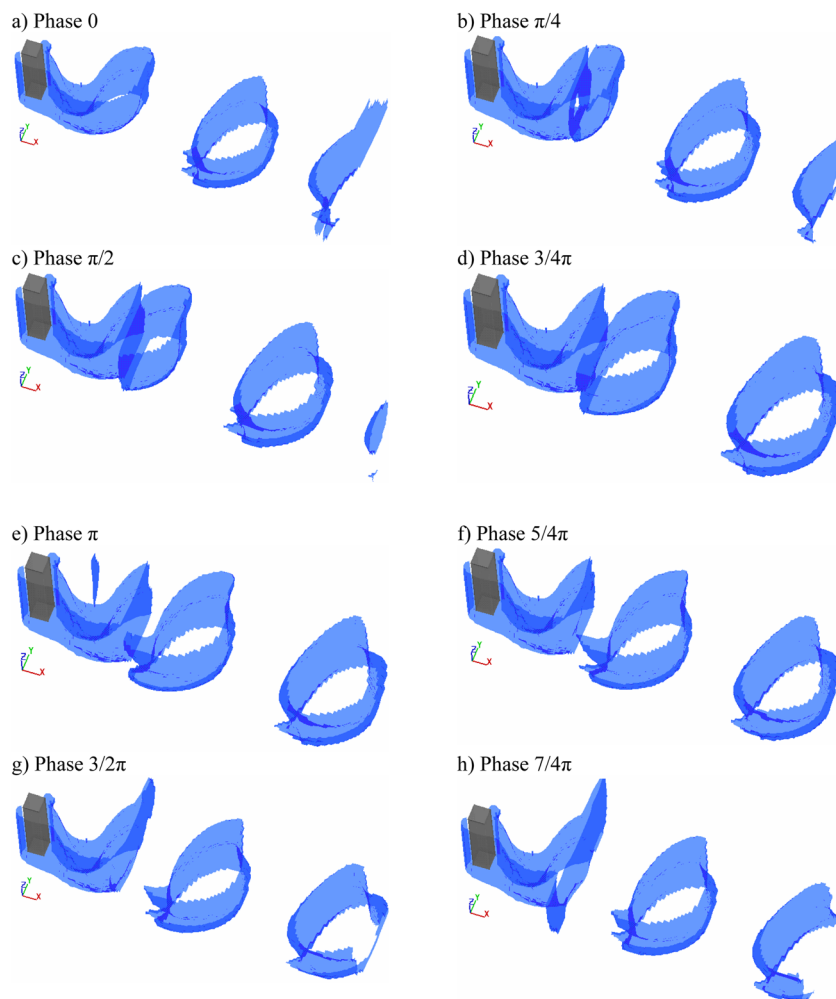 a) Phase 0
b) Phase π/4
Z Y X
Z Y X
c) Phase π/2
d) Phase 3/4π
Z Y X
Z Y X
e) Phase π
f) Phase 5/4π
Z Y X
Z Y X
g) Phase 3/2π
h) Phase 7/4π
Z Y X
Z Y X